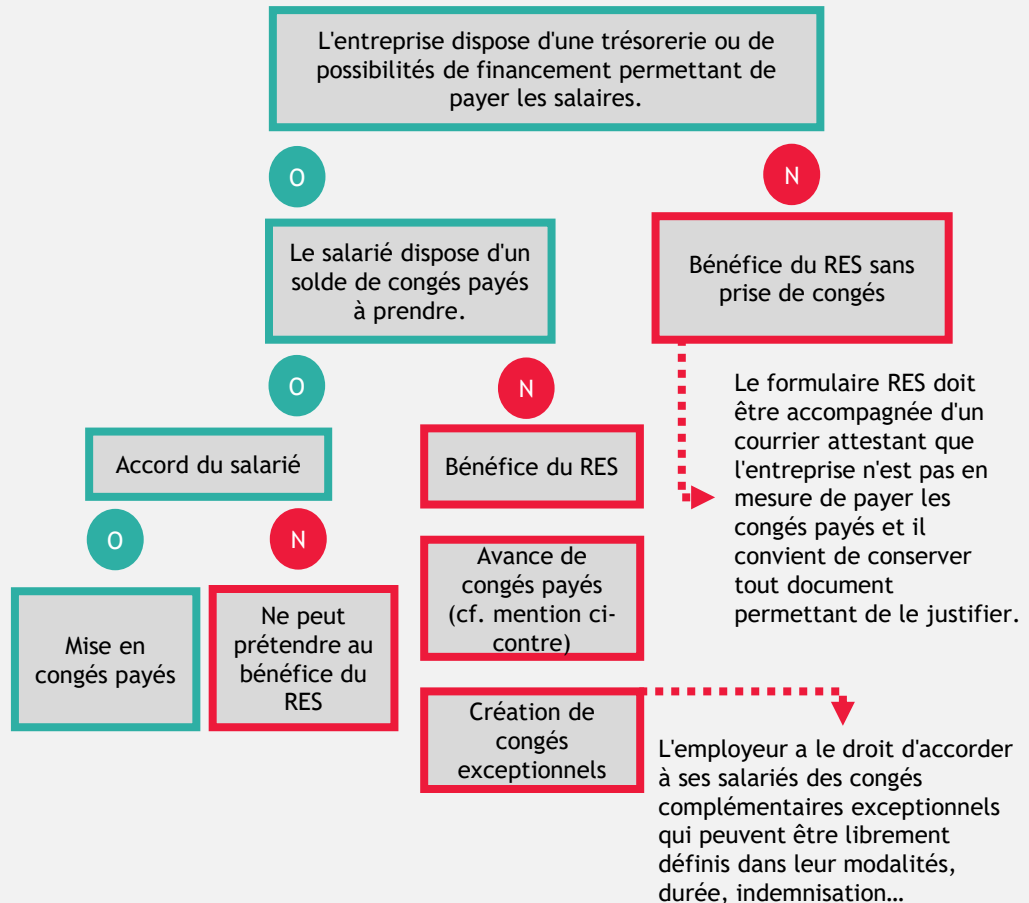 L'entreprise dispose d'une trésorerie ou de
possibilités de financement permettant de
payer les salaires.
O
N
Le salarié dispose d'un
solde de congés payés
à prendre.
Bénéfice du RES sans
prise de congés
O
N
Accord du salarié
Bénéfice du RES
Le formulaire RES doit
être accompagnée d'un
courrier attestant que
l'entreprise n'est pas en
mesure de payer les
congés payés et il
convient de conserver
tout document
permettant de le justifier.
O
N
Mise en
congés payés
Ne peut
prétendre au
bénéfice du
RES
Avance de
congés payés
(cf. mention ci-
contre)
Création de
congés
exceptionnels
L'employeur a le droit d'accorder
à ses salariés des congés
complémentaires exceptionnels
qui peuvent être librement
définis dans leur modalités,
durée, indemnisation…